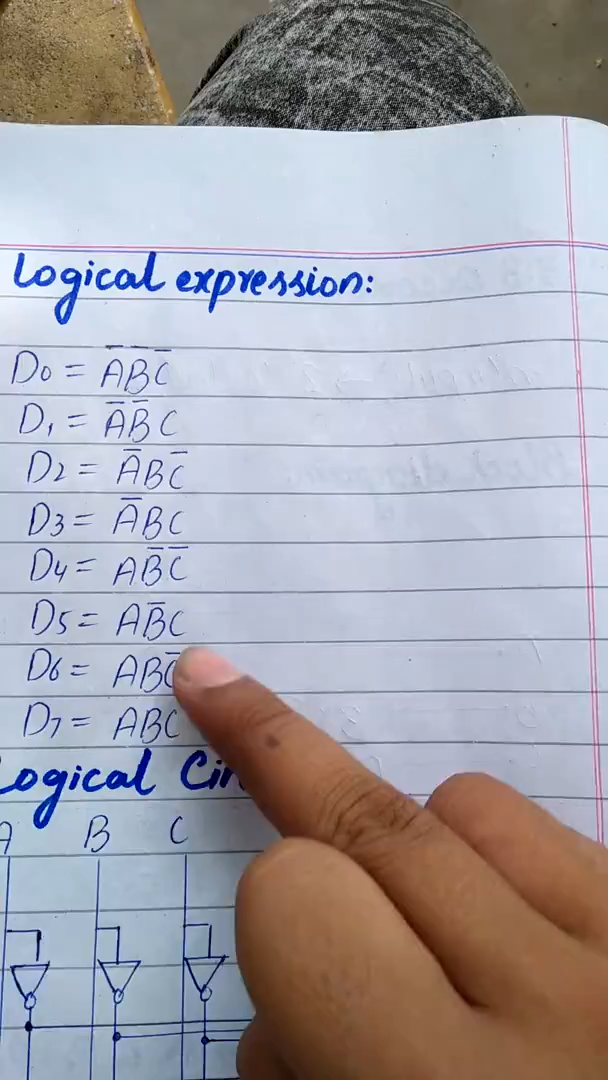 Logical expression:
D0 = A̅B̅C̅
D1 = A̅B̅C
D2 = A̅BC̅
D3 = A̅BC
D4 = AB̅C̅
D5 = AB̅C
D6 = ABC̅
D7 = ABC
Logical
A B C